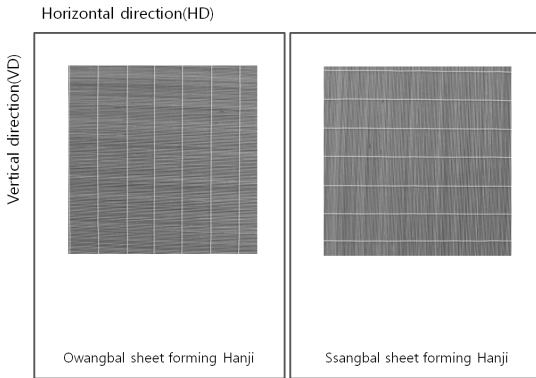 Horizontal direction(HD)
Vertical direction(VD)
Owangbal sheet forming Hanji
Ssangbal sheet forming Hanji